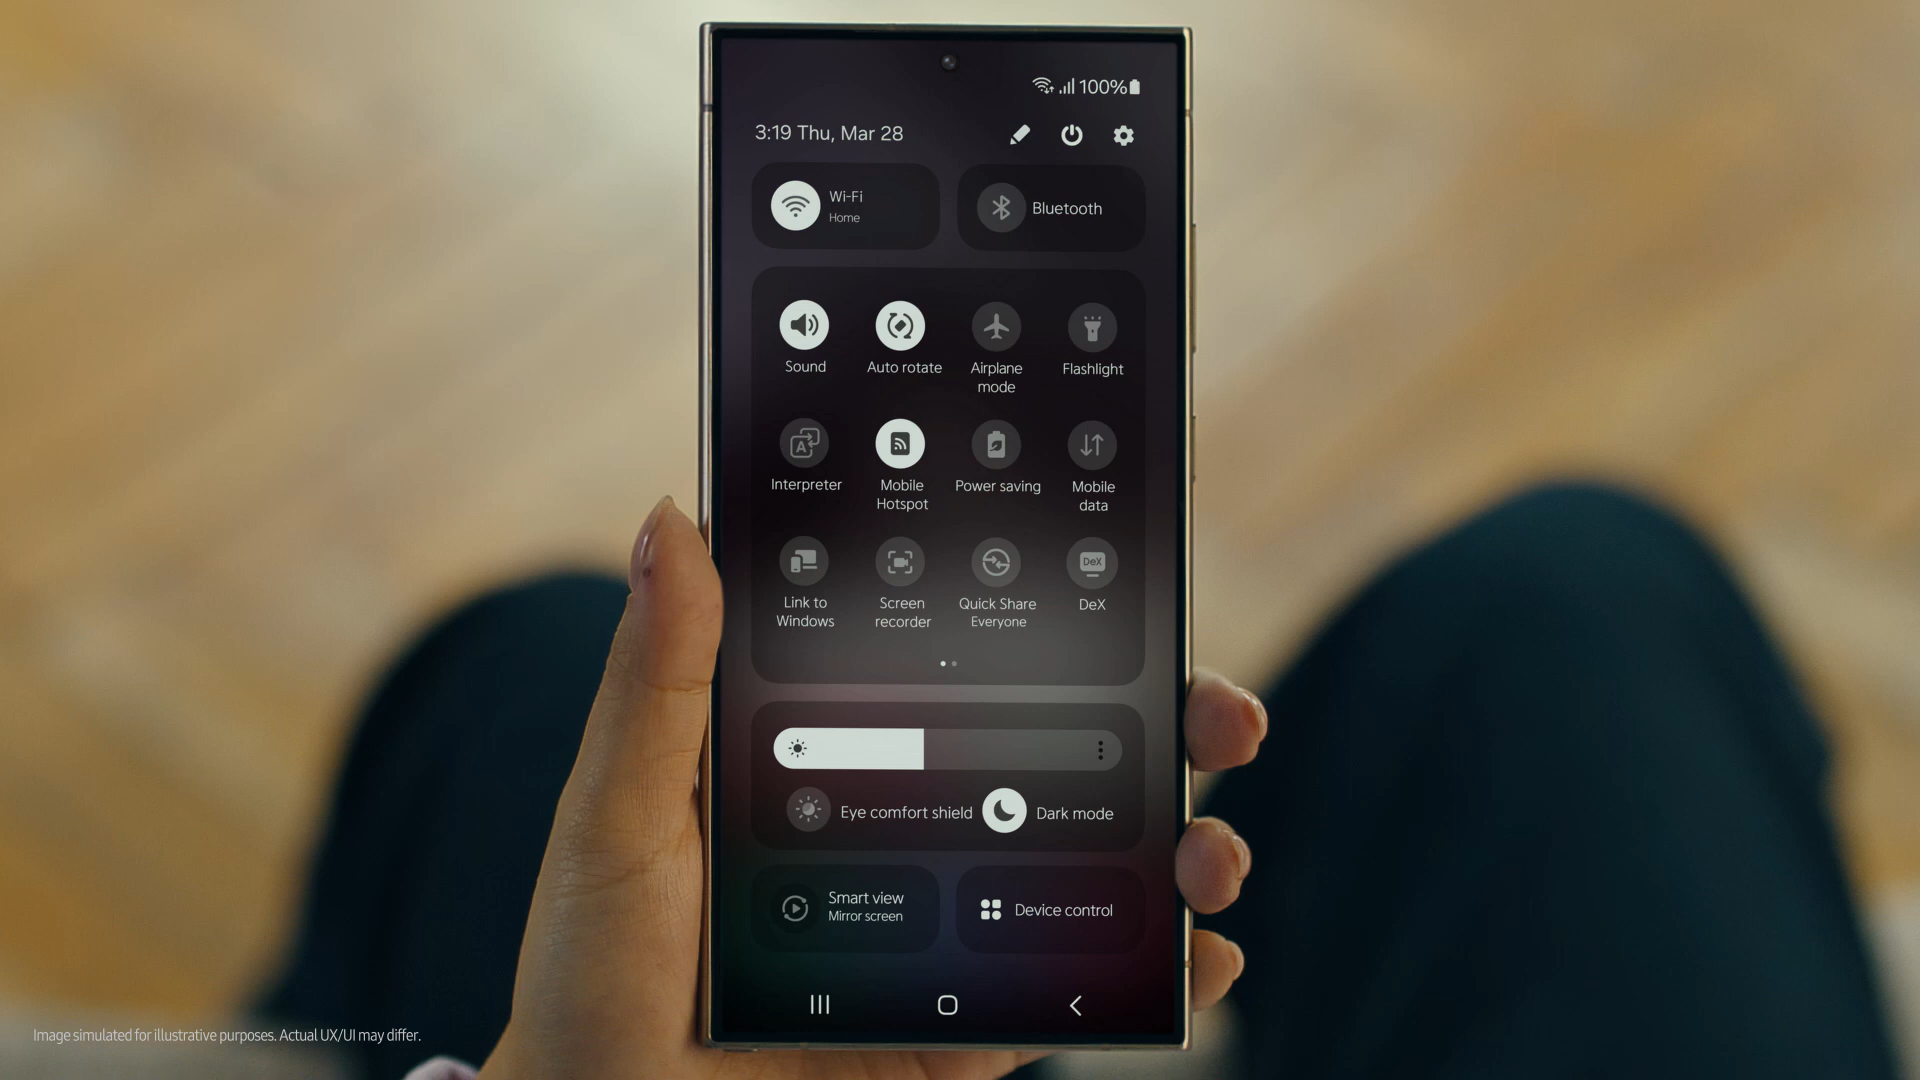 100%
3:19 Thu, Mar 28
Wi-Fi
Home
Bluetooth
Sound
Auto rotate
Airplane
mode
Flashlight
Interpreter
Mobile
Hotspot
Power saving
Mobile
data
Link to
Windows
Screen
recorder
Quick Share
Everyone
DeX
DeX
Eye comfort shield
Dark mode
Smart view
Mirror screen
Device control
Image simulated for illustrative purposes. Actual UX/UI may differ.